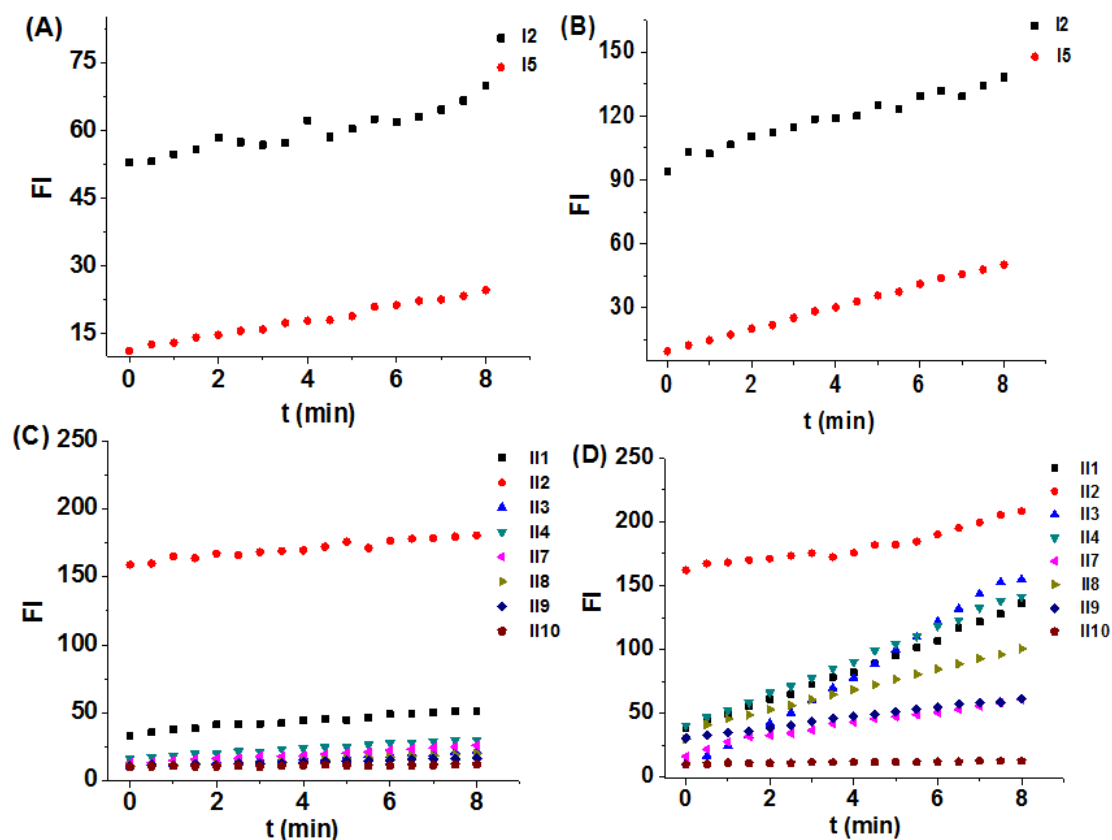 (A)
I2
I5
75
60
45
30
15
FI
0 2 4 6 8
t (min)
(B)
I2
I5
150
120
90
60
30
FI
0 2 4 6 8
t (min)
(C)
250
200
150
100
50
0
FI
II1
II2
II3
II4
II7
II8
II9
II10
0 2 4 6 8
t (min)
(D)
250
200
150
100
50
0
FI
II1
II2
II3
II4
II7
II8
II9
II10
0 2 4 6 8
t (min)